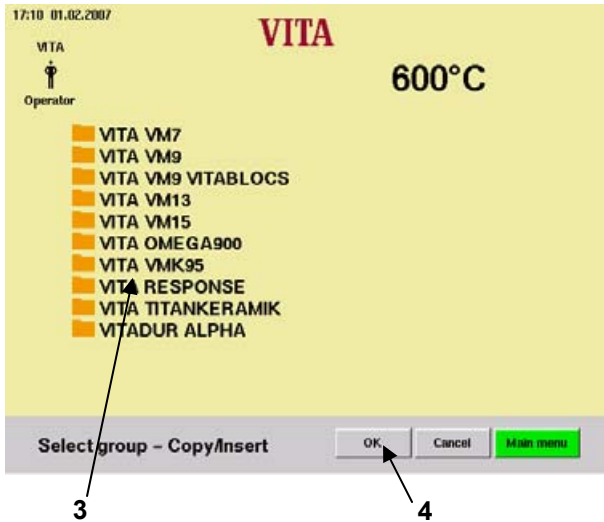 17:10 01.02.2007
VITA
VITA
600°C
Operator
VITA VM7
VITA VM9
VITA VM9 VITABLOCS
VITA VM13
VITA VM15
VITA OMEGA900
VITA VMK95
VITA RESPONSE
VITA TITANKERAMIK
VITADUR ALPHA
Select group – Copy/Insert
OK
Cancel
Main menu
3
4